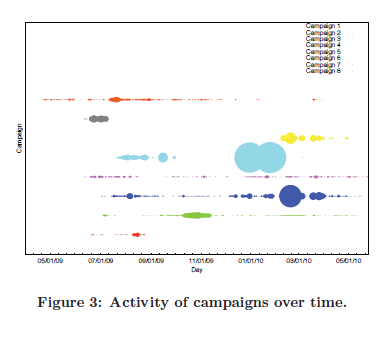 Campaign 1
Campaign 2
Campaign 3
Campaign 4
Campaign 5
Campaign 6
Campaign 7
Campaign 8
Campaign
05/01/09 07/01/09 09/01/09 11/01/09 01/01/10 03/01/10 05/01/10
Day
Figure 3: Activity of campaigns over time.